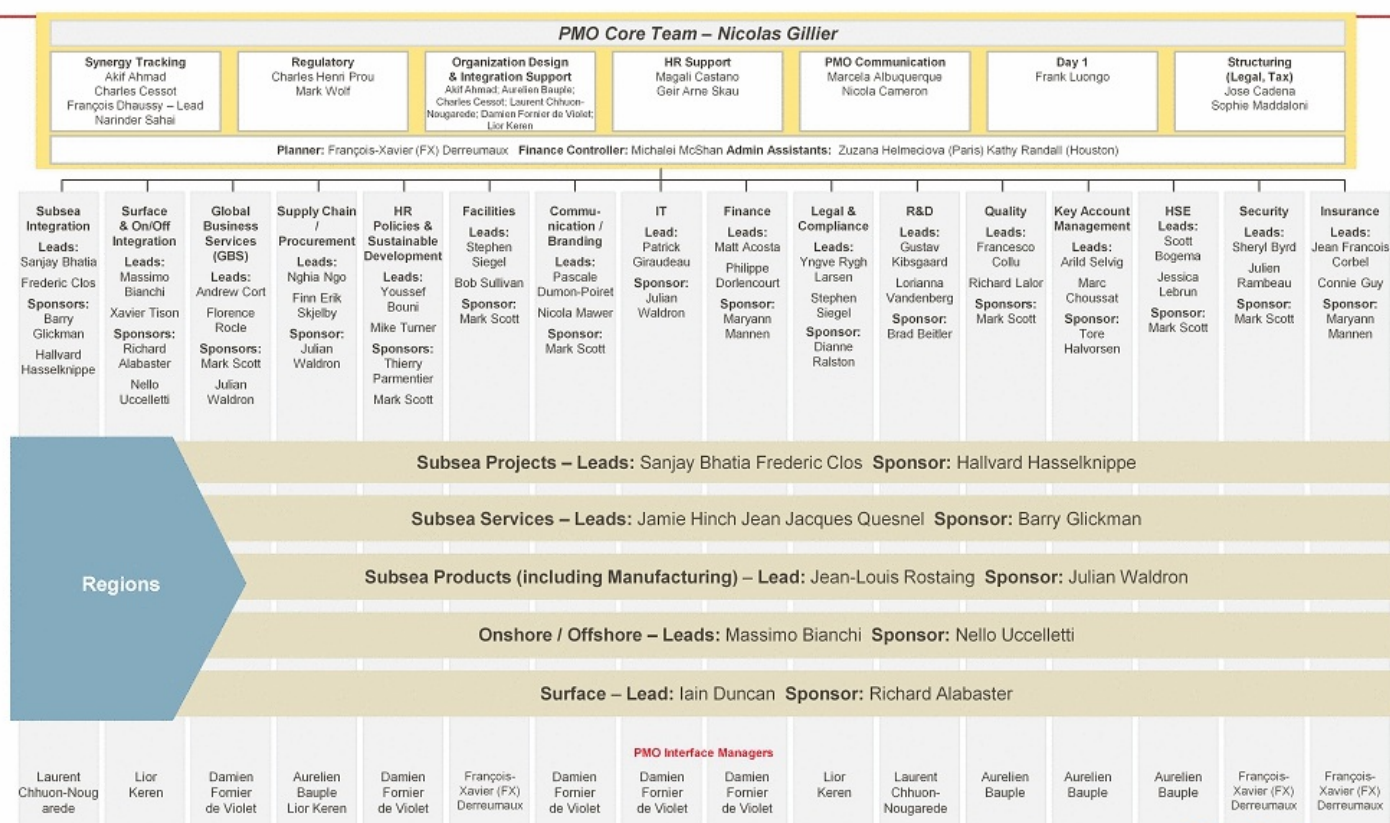 PMO Core Team – Nicolas Gillier
Synergy Tracking
Akif Ahmad
Charles Cessot
François Dhaussy – Lead
Narinder Sahai
Regulatory
Charles Henri Prou
Mark Wolf
Organization Design
& Integration Support
Akif Ahmad; Aurelien Bauple;
Charles Cessot; Laurent Chhuon-
Nougarede; Damien Fornier de Violet;
Lior Keren
HR Support
Magali Castano
Geir Arne Skau
PMO Communication
Marcela Albuquerque
Nicola Cameron
Day 1
Frank Luongo
Structuring
(Legal, Tax)
Jose Cadena
Sophie Maddaloni
Planner: François-Xavier (FX) Derreumaux Finance Controller: Michalei McShan Admin Assistants: Zuzana Helmeciova (Paris) Kathy Randall (Houston)
Subsea
Integration
Leads:
Sanjay Bhatia
Frederic Clos
Sponsors:
Barry
Glickman
Hallvard
Hasselknippe
Surface
& On/Off
Integration
Leads:
Massimo
Bianchi
Xavier Tison
Sponsors:
Richard
Alabaster
Nello
Uccelletti
Global
Business
Services
(GBS)
Leads:
Andrew Cort
Florence
Rocle
Sponsors:
Mark Scott
Julian
Waldron
Supply Chain
/
Procurement
Leads:
Nghia Ngo
Finn Erik
Skjelby
Sponsor:
Julian
Waldron
HR
Policies &
Sustainable
Development
Leads:
Youssef
Bouni
Mike Turner
Sponsors:
Thierry
Parmentier
Mark Scott
Facilities
Leads:
Stephen
Siegel
Bob Sullivan
Sponsor:
Mark Scott
Commu-
nication /
Branding
Leads:
Pascale
Dumon-Poiret
Nicola Mawer
Sponsor:
Mark Scott
IT
Lead:
Patrick
Giraudeau
Sponsor:
Julian
Waldron
Finance
Leads:
Matt Acosta
Philippe
Dorlencourt
Sponsor:
Maryann
Mannen
Legal &
Compliance
Leads:
Yngve Rygh
Larsen
Stephen
Siegel
Sponsor:
Dianne
Ralston
R&D
Leads:
Gustav
Kibsgaard
Lorianna
Vandenberg
Sponsor:
Brad Beitler
Quality
Leads:
Francesco
Collu
Richard Lalor
Sponsors:
Mark Scott
Key Account
Management
Leads:
Arild Selvig
Marc
Choussat
Sponsor:
Tore
Halvorsen
HSE
Leads:
Scott
Bogema
Jessica
Lebrun
Sponsor:
Mark Scott
Security
Leads:
Sheryl Byrd
Julien
Rambeau
Sponsor:
Mark Scott
Insurance
Leads:
Jean Francois
Corbel
Connie Guy
Sponsor:
Maryann
Mannen
Regions
Subsea Projects – Leads: Sanjay Bhatia Frederic Clos Sponsor: Hallvard Hasselknippe
Subsea Services – Leads: Jamie Hinch Jean Jacques Quesnel Sponsor: Barry Glickman
Subsea Products (including Manufacturing) – Lead: Jean-Louis Rostaing Sponsor: Julian Waldron
Onshore / Offshore – Leads: Massimo Bianchi Sponsor: Nello Uccelletti
Surface – Lead: Iain Duncan Sponsor: Richard Alabaster
PMO Interface Managers
Laurent
Chhuon-Noug
arede
Lior
Keren
Damien
Fornier
de Violet
Aurelien
Bauple
Lior Keren
Damien
Fornier
de Violet
François-
Xavier (FX)
Derreumaux
Damien
Fornier
de Violet
Damien
Fornier
de Violet
Damien
Fornier
de Violet
Lior
Keren
Laurent
Chhuon-
Nougarede
Aurelien
Bauple
Aurelien
Bauple
Aurelien
Bauple
François-
Xavier (FX)
Derreumaux
François-
Xavier (FX)
Derreumaux